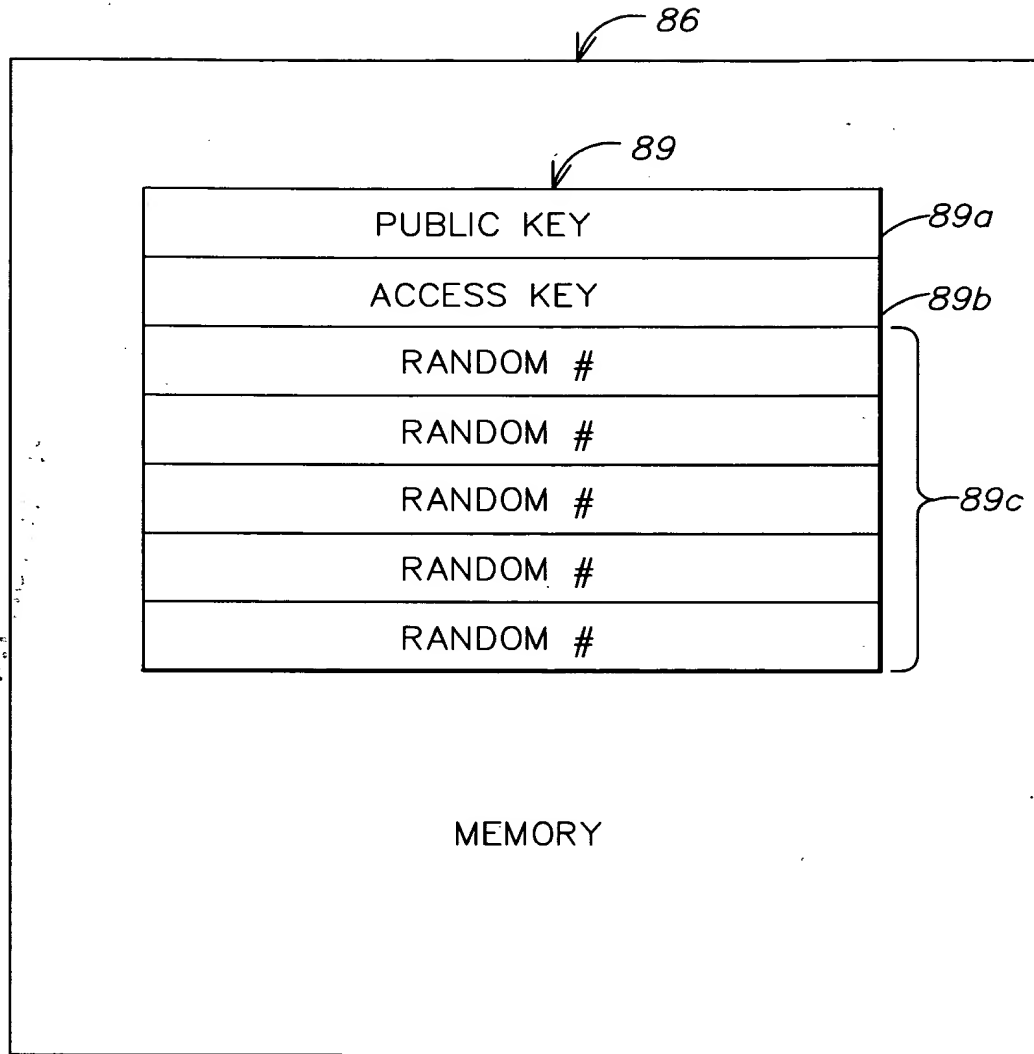 86
89
PUBLIC KEY
89a
ACCESS KEY
89b
RANDOM #
RANDOM #
RANDOM #
89c
RANDOM #
RANDOM #
MEMORY